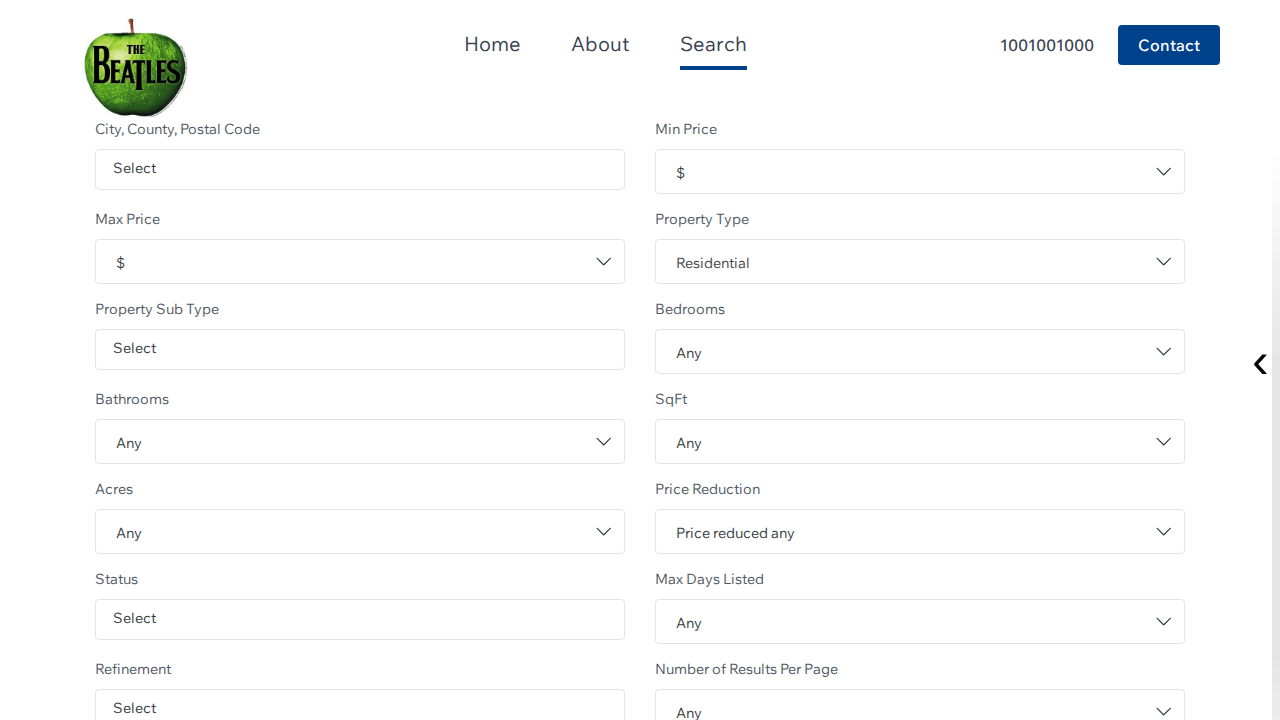 THE
BEATLES
Home
About
Search
1001001000
Contact
City, County, Postal Code
Min Price
Select
$
Max Price
Property Type
$
Residential
Property Sub Type
Bedrooms
Select
Any
Bathrooms
SqFt
Any
Any
Acres
Price Reduction
Any
Price reduced any
Status
Max Days Listed
Select
Any
Refinement
Number of Results Per Page
Select
Any